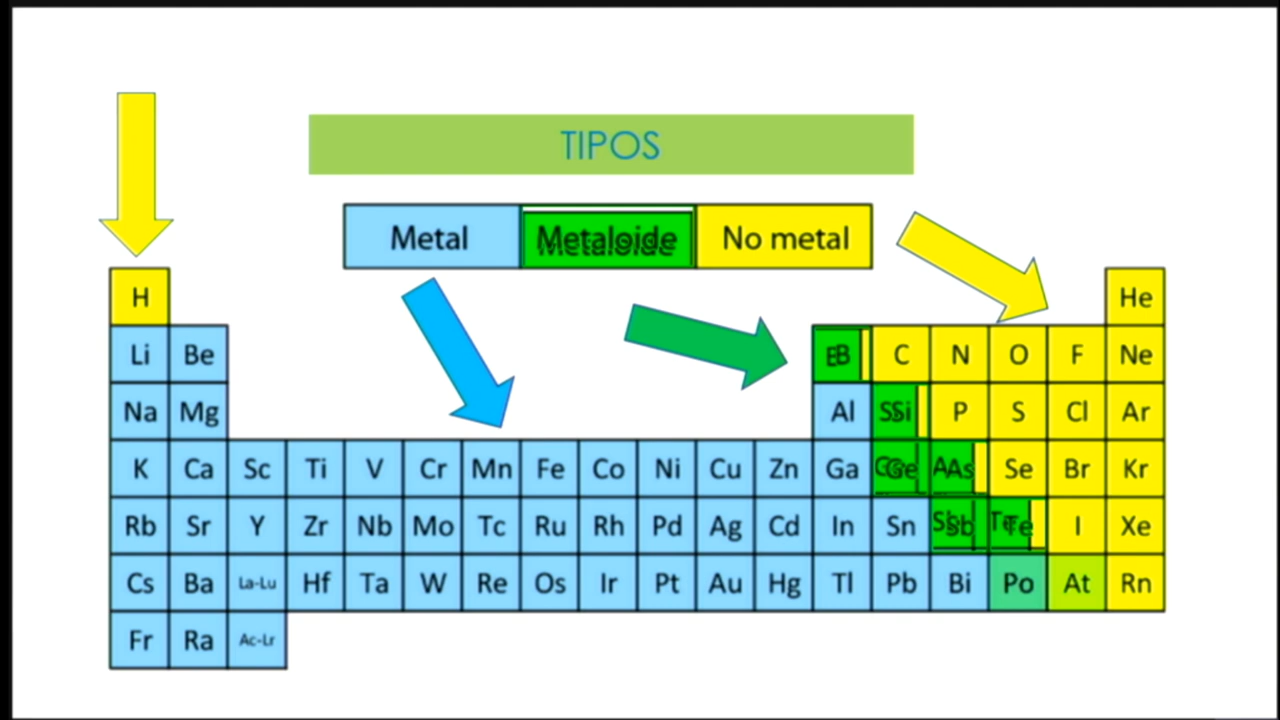 TIPOS
Metal Metaloide No metal
H He
Li Be B C N O F Ne
Na Mg Al Si P S Cl Ar
K Ca Sc Ti V Cr Mn Fe Co Ni Cu Zn Ga Ge As Se Br Kr
Rb Sr Y Zr Nb Mo Tc Ru Rh Pd Ag Cd In Sn Sb Te I Xe
Cs Ba La-Lu Hf Ta W Re Os Ir Pt Au Hg Tl Pb Bi Po At Rn
Fr Ra Ac-Lr